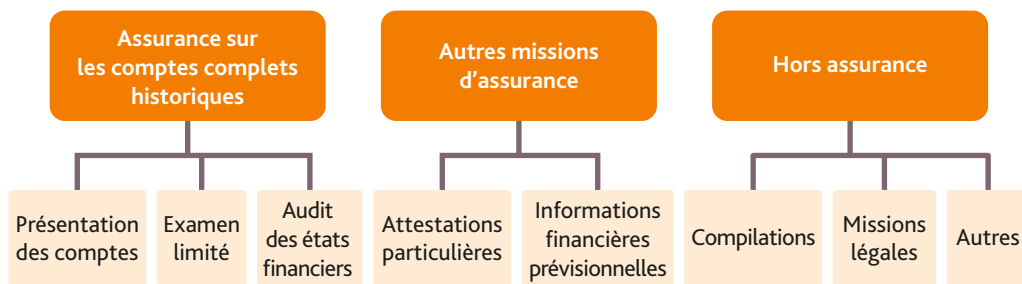 Assurance sur
les comptes complets
historiques
Autres missions
d'assurance
Hors assurance
Présentation
des comptes
Examen
limité
Audit
des états
financiers
Attestations
particulières
Informations
financières
prévisionnelles
Compilations
Missions
légales
Autres